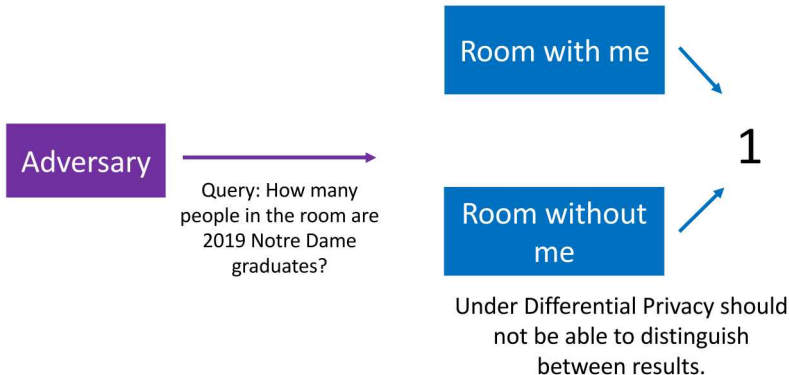 Room with me
Adversary
1
Query: How many
people in the room are
2019 Notre Dame
graduates?
Room without
me
Under Differential Privacy should
not be able to distinguish
between results.